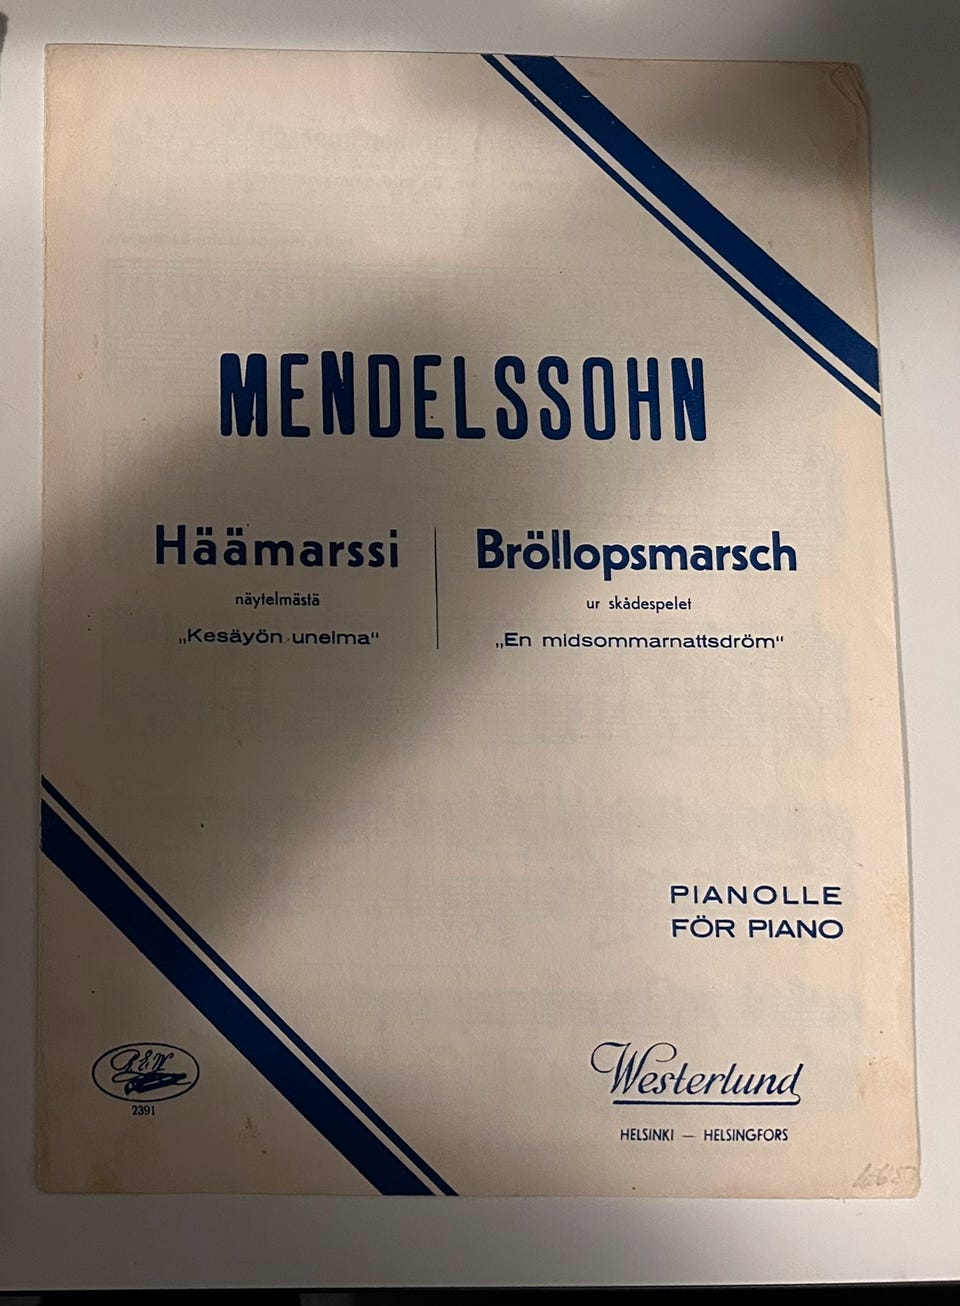 MENDELSSOHN
Häämarssi
näytelmästä
„Kesäyön unelma“
Bröllopsmarsch
ur skådespelet
„En midsommarnattsdröm“
PIANOLLE
FÖR PIANO
R.E.W.
2391
Westerlund
HELSINKI — HELSINGFORS